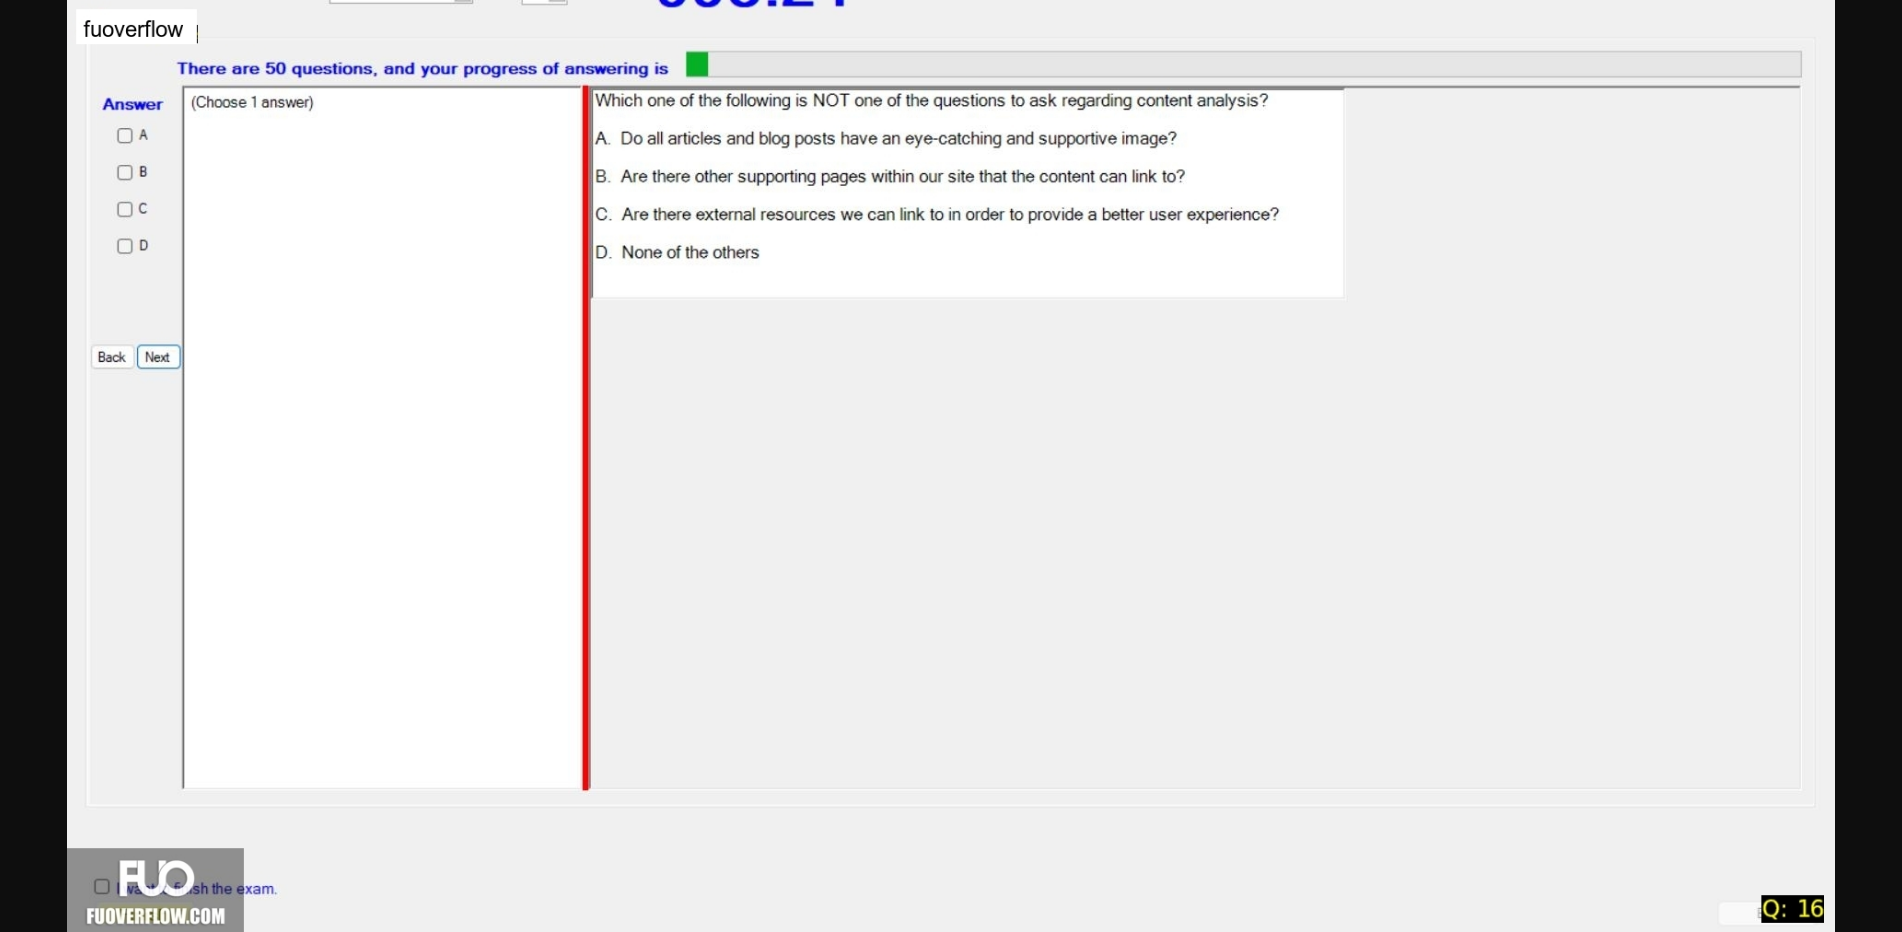 fuoverflow
There are 50 questions, and your progress of answering is
Answer
(Choose 1 answer)
A
B
C
D
Back Next
Which one of the following is NOT one of the questions to ask regarding content analysis?
A. Do all articles and blog posts have an eye-catching and supportive image?
B. Are there other supporting pages within our site that the content can link to?
C. Are there external resources we can link to in order to provide a better user experience?
D. None of the others
FUO
sh the exam.
FUOVERFLOW.COM
Q: 16